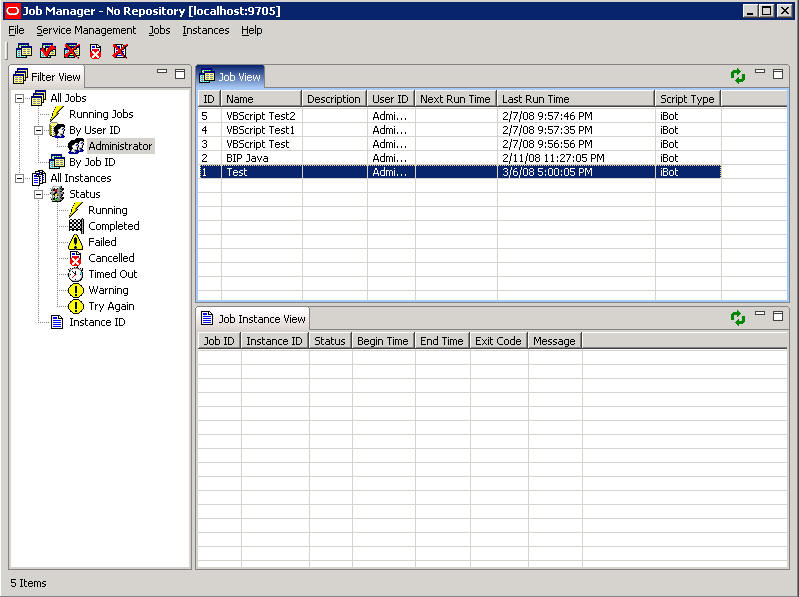 Job Manager - No Repository [localhost:9705]
File Service Management Jobs Instances Help
Filter View
All Jobs
Running Jobs
By User ID
Administrator
By Job ID
All Instances
Status
Running
Completed
Failed
Cancelled
Timed Out
Warning
Try Again
Instance ID
Job View
ID Name Description User ID Next Run Time Last Run Time Script Type
5 VBScript Test2 Admi... 2/7/08 9:57:46 PM iBot
4 VBScript Test1 Admi... 2/7/08 9:57:35 PM iBot
3 VBScript Test Admi... 2/7/08 9:56:56 PM iBot
2 BIP Java Admi... 2/11/08 11:27:05 PM iBot
1 Test Admi... 3/6/08 5:00:05 PM iBot
Job Instance View
Job ID Instance ID Status Begin Time End Time Exit Code Message
5 Items